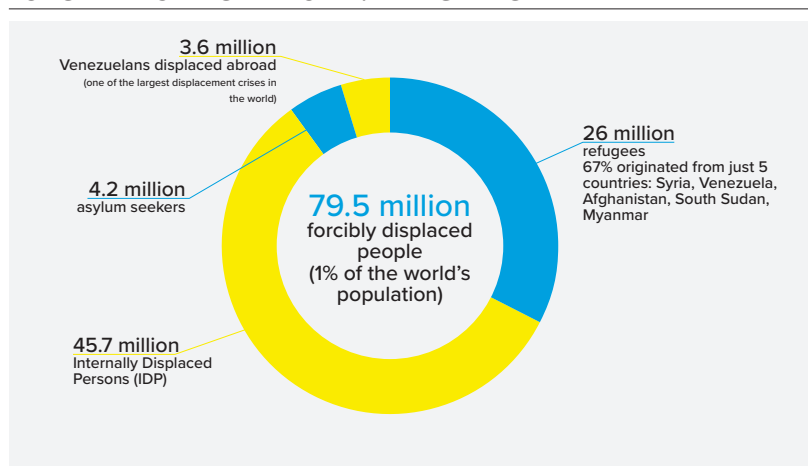 3.6 million
Venezuelans displaced abroad
(one of the largest displacement crises in
the world)
26 million
refugees
67% originated from just 5
countries: Syria, Venezuela,
Afghanistan, South Sudan,
Myanmar
4.2 million
asylum seekers
79.5 million
forcibly displaced
people
(1% of the world's
population)
45.7 million
Internally Displaced
Persons (IDP)